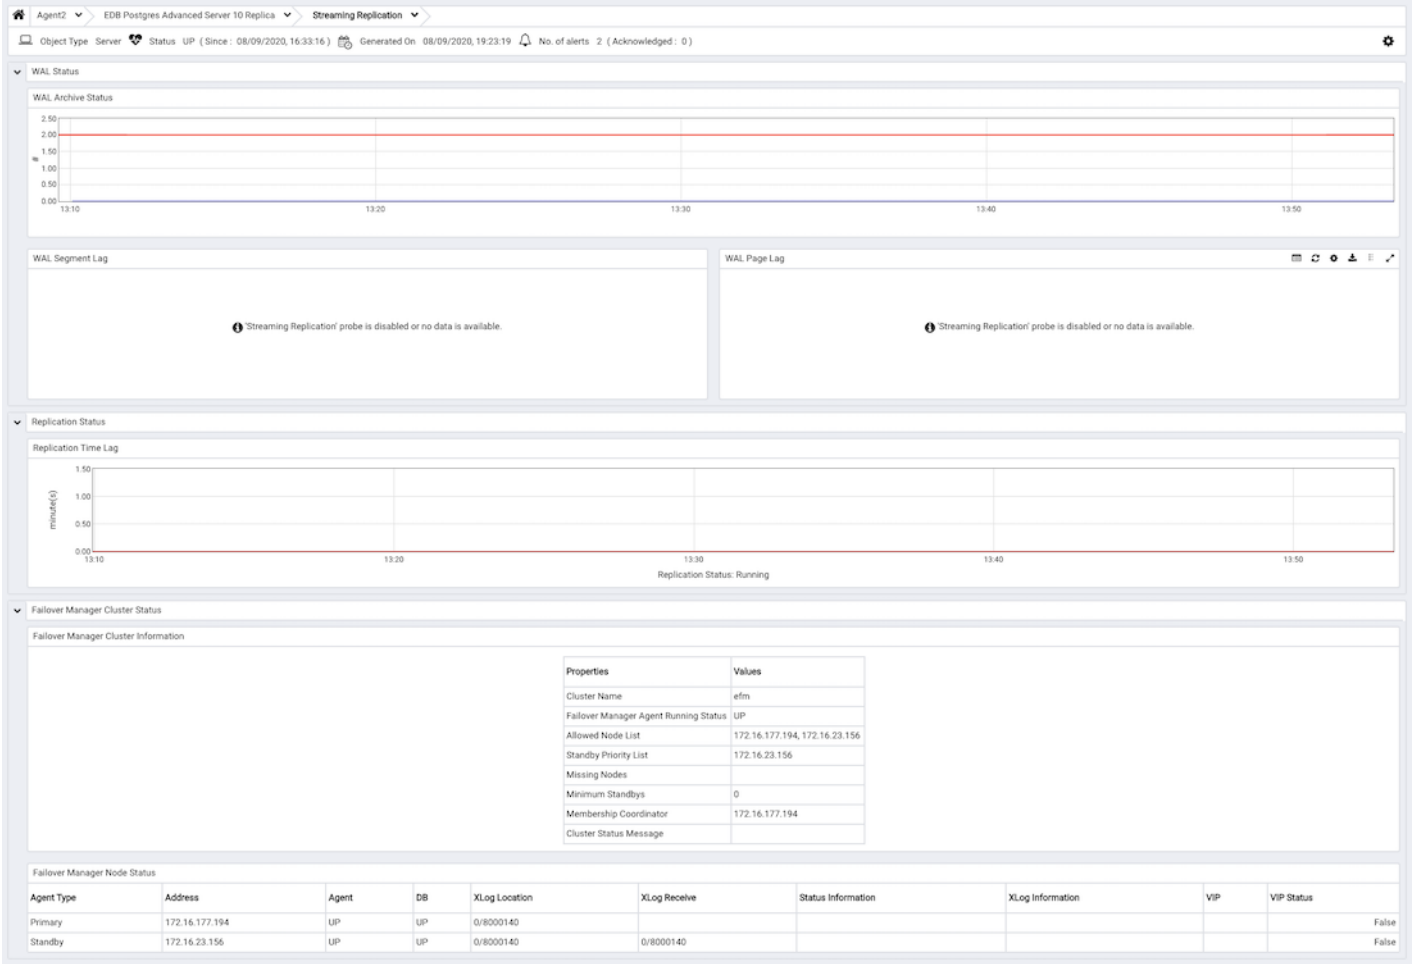 Agent2 EDB Postgres Advanced Server 10 Replica Streaming Replication
Object Type Server Status UP (Since: 08/09/2020, 16:33:16) Generated On 08/09/2020, 19:23:19 No. of alerts 2 (Acknowledged: 0)
WAL Status
WAL Archive Status
2.50
2.00
1.50
#
1.00
0.50
0.00
13:10 13:20 13:30 13:40 13:50
WAL Segment Lag WAL Page Lag
'Streaming Replication' probe is disabled or no data is available. 'Streaming Replication' probe is disabled or no data is available.
Replication Status
Replication Time Lag
1.50
1.00
minute(s)
0.50
0.00
13:10 13:20 13:30 13:40 13:50
Replication Status: Running
Failover Manager Cluster Status
Failover Manager Cluster Information
Properties Values
Cluster Name efm
Failover Manager Agent Running Status UP
Allowed Node List 172.16.177.194, 172.16.23.156
Standby Priority List 172.16.23.156
Missing Nodes
Minimum Standbys 0
Membership Coordinator 172.16.177.194
Cluster Status Message
Failover Manager Node Status
Agent Type Address Agent DB XLog Location XLog Receive Status Information XLog Information VIP VIP Status
Primary 172.16.177.194 UP UP 0/8000140 False
Standby 172.16.23.156 UP UP 0/8000140 0/8000140 False